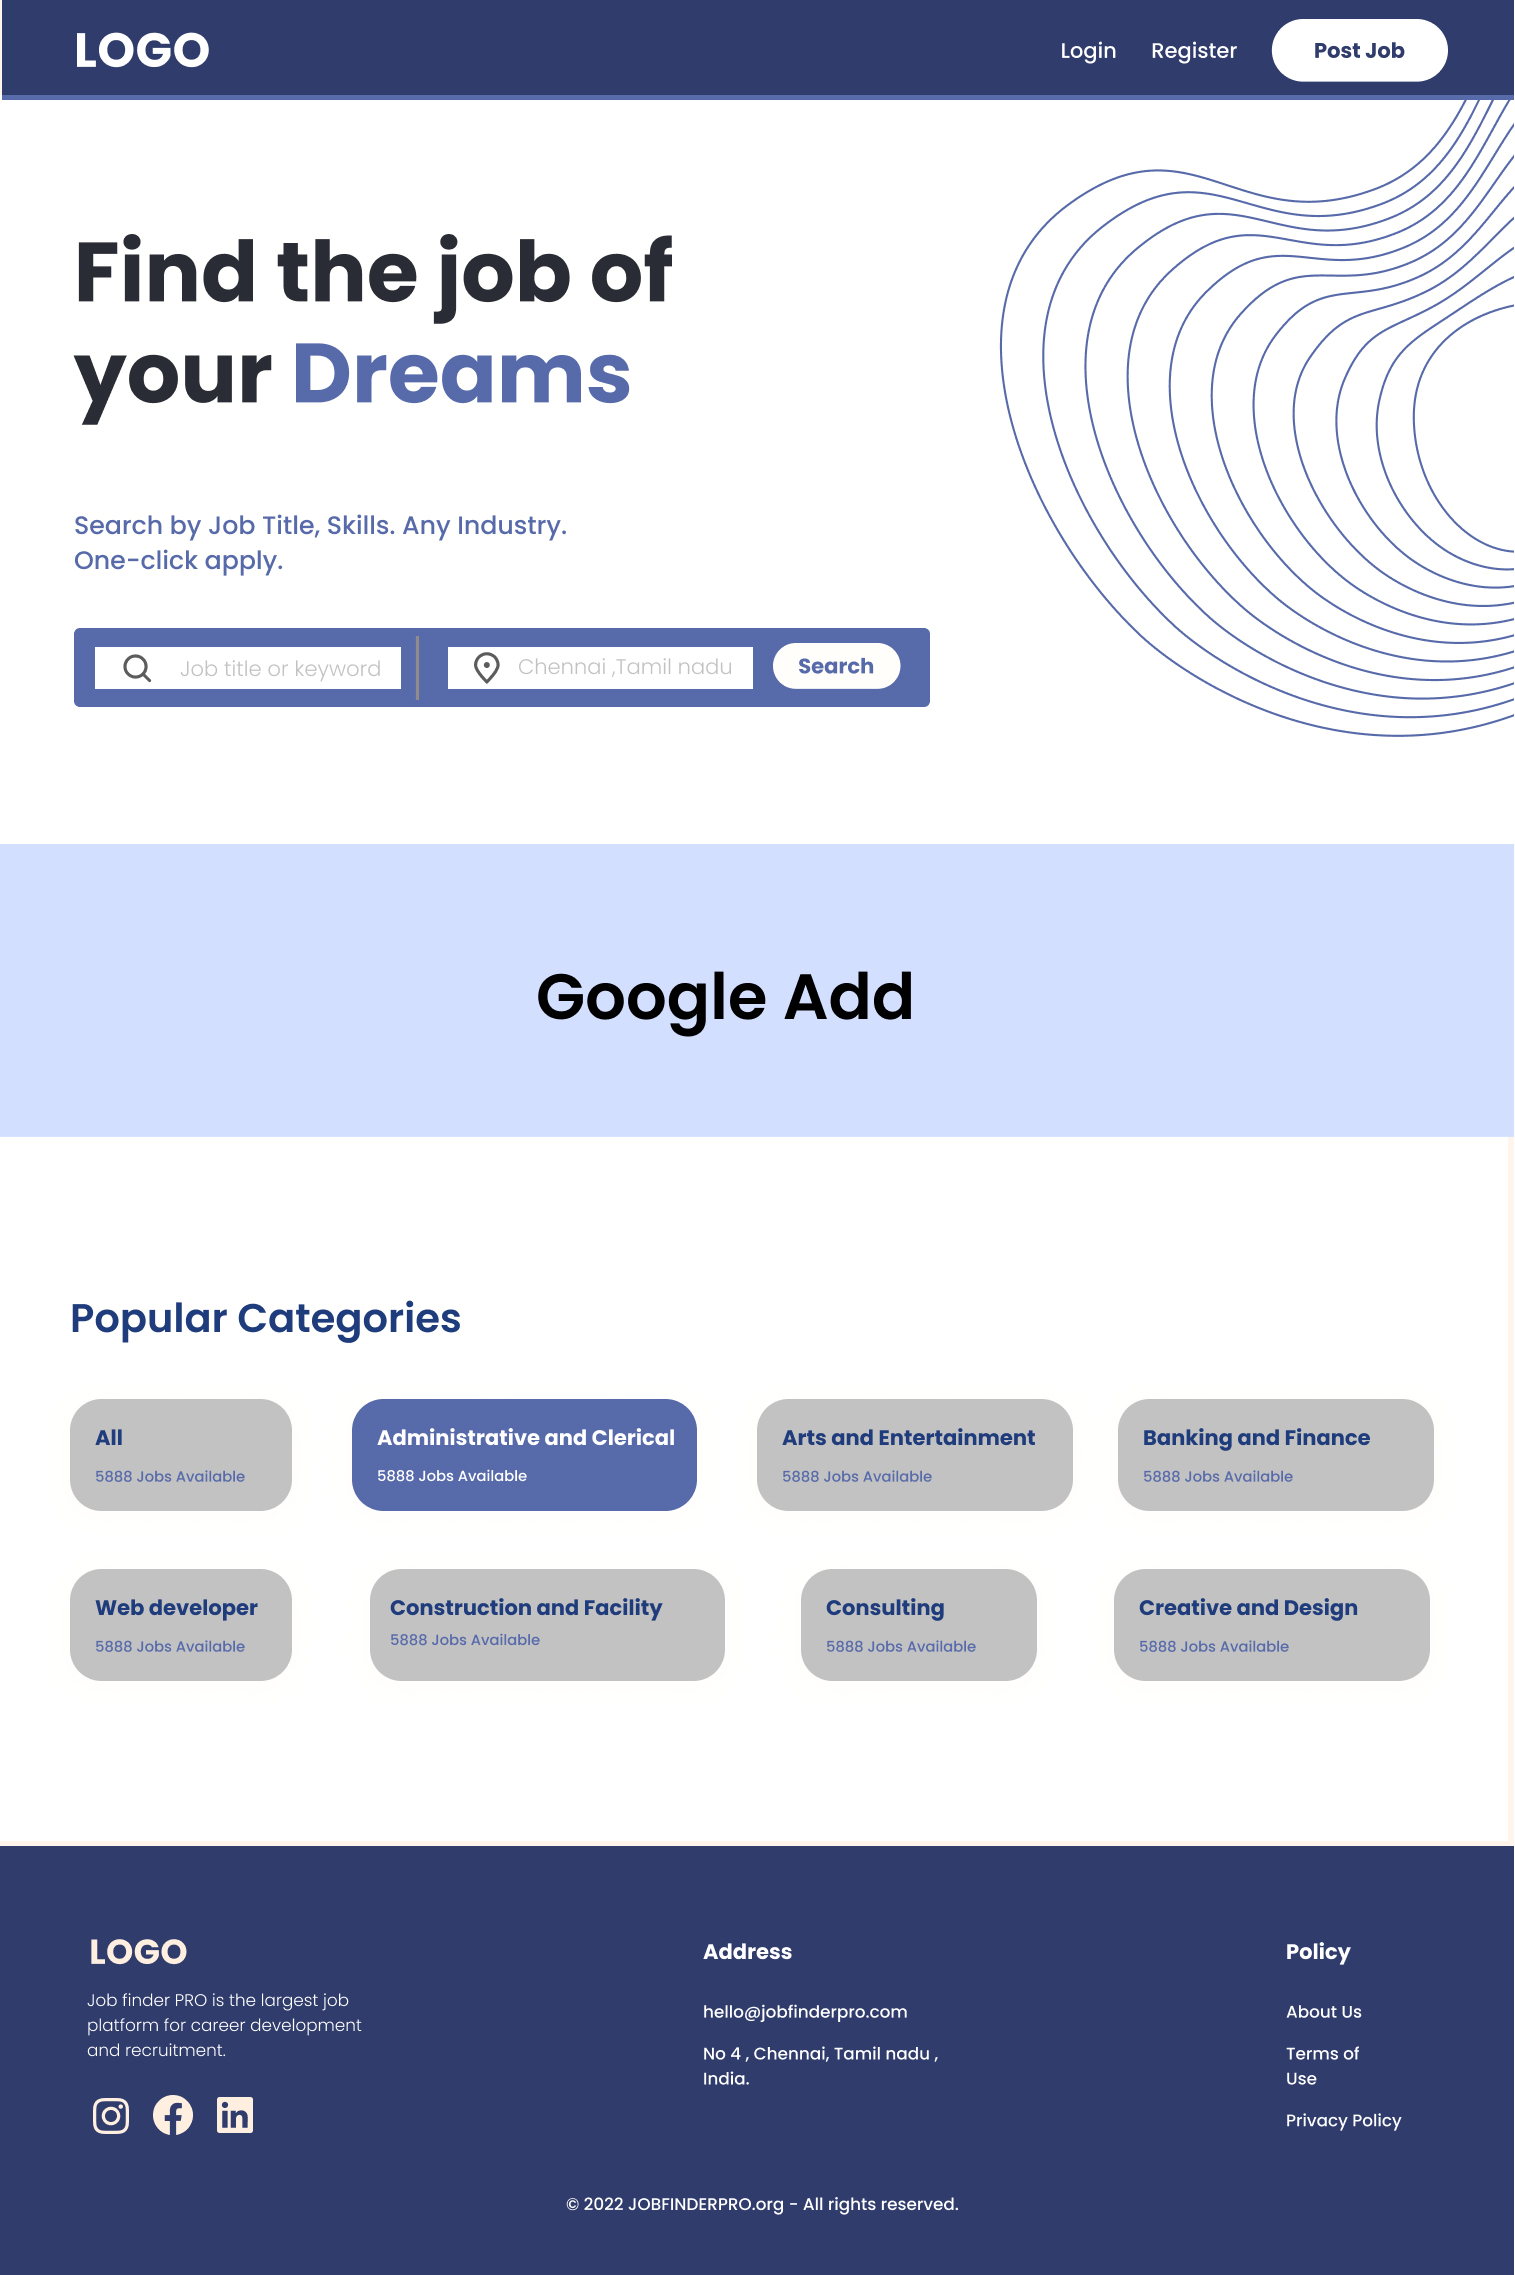 LOGO
Login
Register
Post Job
Find the job of
your Dreams
Search by Job Title, Skills. Any Industry.
One-click apply.
Job title or keyword
Chennai ,Tamil nadu
Search
Google Add
Popular Categories
All
5888 Jobs Available
Administrative and Clerical
5888 Jobs Available
Arts and Entertainment
5888 Jobs Available
Banking and Finance
5888 Jobs Available
Web developer
5888 Jobs Available
Construction and Facility
5888 Jobs Available
Consulting
5888 Jobs Available
Creative and Design
5888 Jobs Available
LOGO
Job finder PRO is the largest job
platform for career development
and recruitment.
Address
hello@jobfinderpro.com
No 4 , Chennai, Tamil nadu ,
India.
Policy
About Us
Terms of
Use
Privacy Policy
© 2022 JOBFINDERPRO.org - All rights reserved.